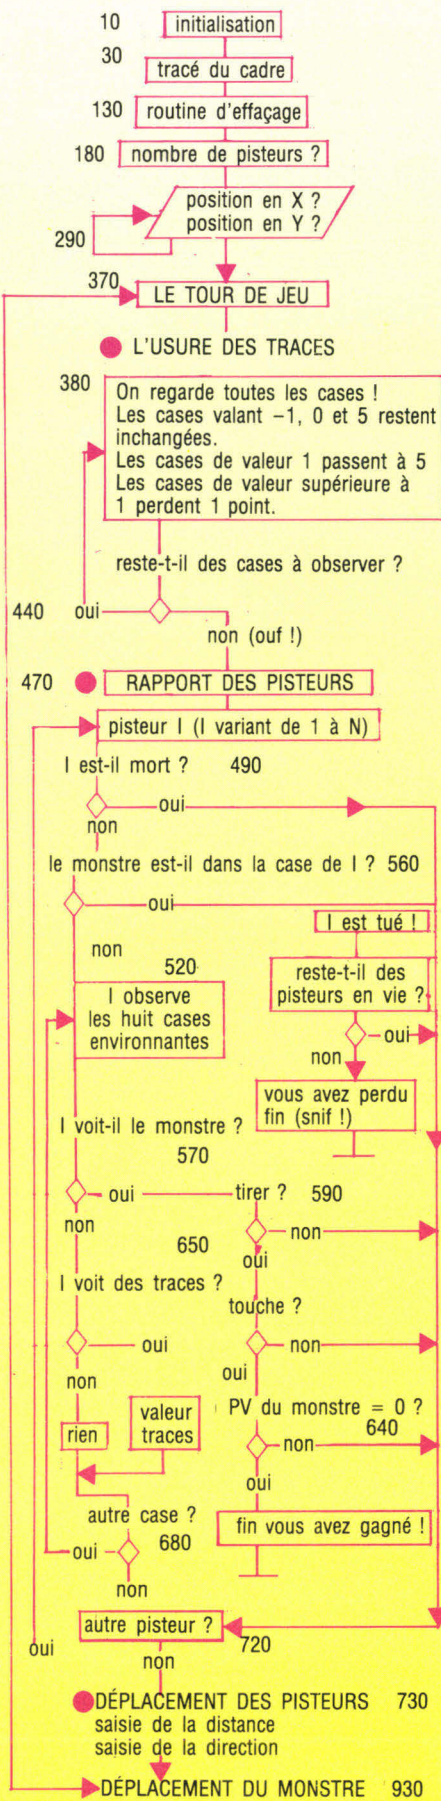 10 initialisation
30
tracé du cadre
130 routine d'effaçage
180 nombre de pisteurs ?
position en X ?
position en Y ?
290
370
LE TOUR DE JEU
L'USURE DES TRACES
380
On regarde toutes les cases !
Les cases valant –1, 0 et 5 restent
inchangées.
Les cases de valeur 1 passent à 5
Les cases de valeur supérieure à
1 perdent 1 point.
reste-t-il des cases à observer ?
440 oui
non (ouf !)
470 RAPPORT DES PISTEURS
pisteur I (I variant de 1 à N)
I est-il mort ? 490
oui
non
le monstre est-il dans la case de I ? 560
oui
I est tué !
non
520
reste-t-il des
pisteurs en vie ?
I observe
les huit cases
environnantes
oui
non
vous avez perdu
fin (snif !)
I voit-il le monstre ?
570
oui
tirer ? 590
non
non
650
oui
I voit des traces ?
touche ?
oui
non
oui
non
valeur
traces
PV du monstre = 0 ?
640
rien
non
oui
autre case ?
680
fin vous avez gagné !
oui
non
autre pisteur ?
720
oui
non
DÉPLACEMENT DES PISTEURS 730
saisie de la distance
saisie de la direction
DÉPLACEMENT DU MONSTRE 930